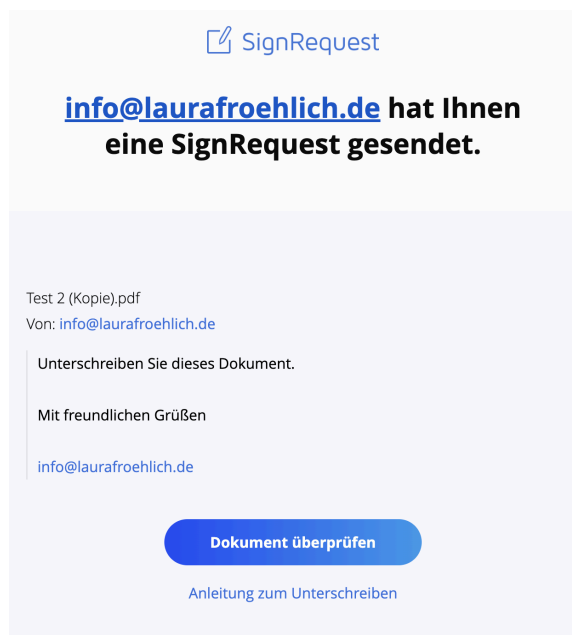 SignRequest
info@laurafroehlich.de hat Ihnen
eine SignRequest gesendet.
Test 2 (Kopie).pdf
Von: info@laurafroehlich.de
Unterschreiben Sie dieses Dokument.
Mit freundlichen Grüßen
info@laurafroehlich.de
Dokument überprüfen
Anleitung zum Unterschreiben